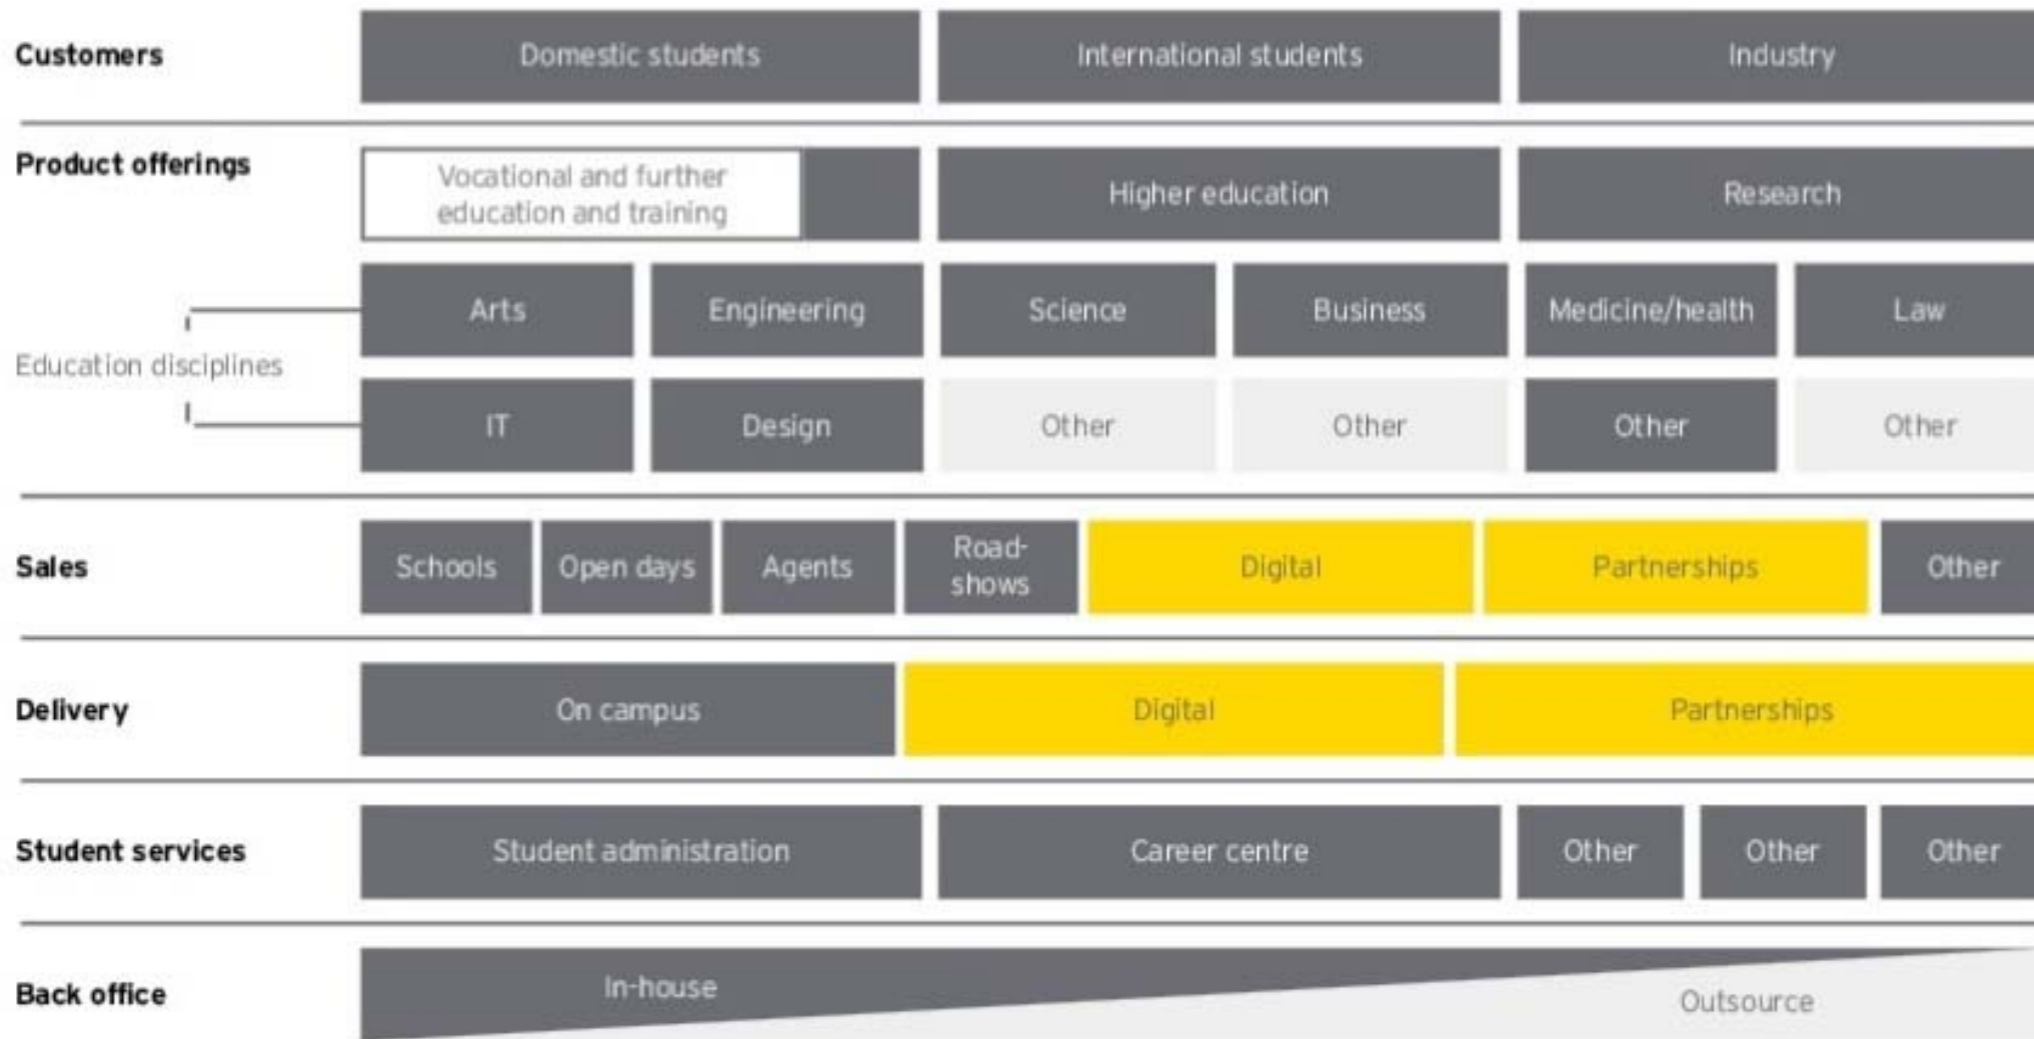 Customers
Domestic students
International students
Industry
Product offerings
Vocational and further
education and training
Higher education
Research
Education disciplines
Arts
Engineering
Science
Business
Medicine/health
Law
IT
Design
Other
Other
Other
Other
Sales
Schools
Open days
Agents
Road-
shows
Digital
Partnerships
Other
Delivery
On campus
Digital
Partnerships
Student services
Student administration
Career centre
Other
Other
Other
Back office
In-house
Outsource